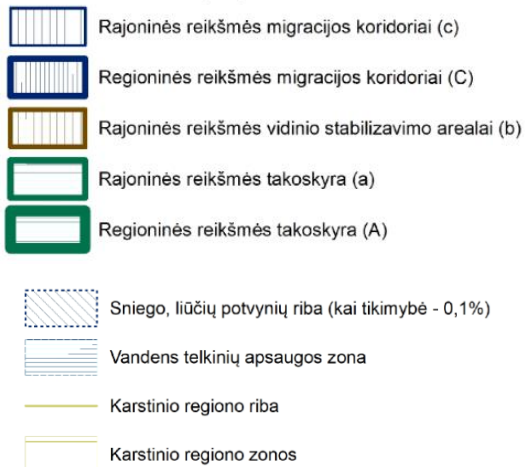 Rajoninės reikšmės migracijos koridoriai (c)
Regioninės reikšmės migracijos koridoriai (C)
Rajoninės reikšmės vidinio stabilizavimo arealai (b)
Rajoninės reikšmės takoskyra (a)
Regioninės reikšmės takoskyra (A)
Sniego, liūčių potvynių riba (kai tikimybė - 0,1%)
Vandens telkinių apsaugos zona
Karstinio regiono riba
Karstinio regiono zonos